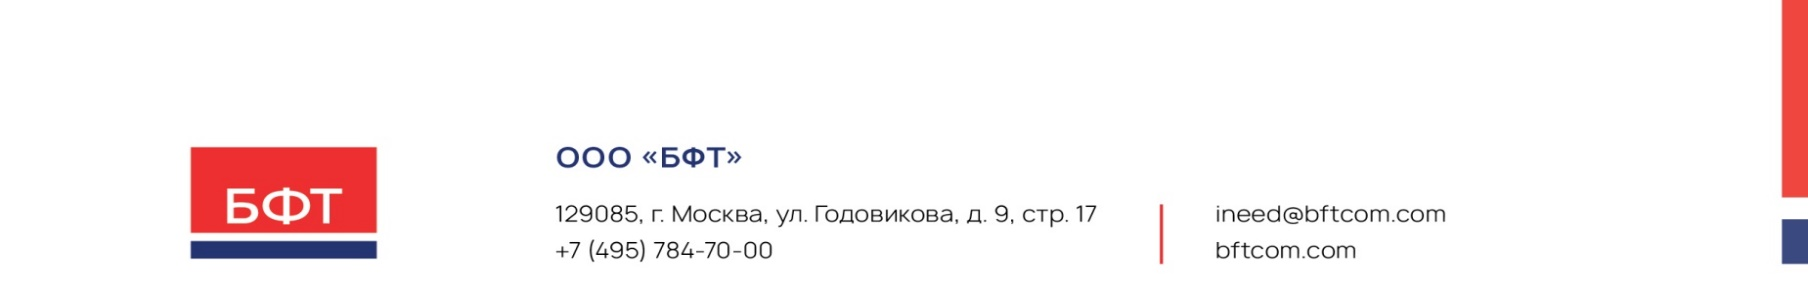 БФТ
ООО «БФТ»
129085, г. Москва, ул. Годовикова, д. 9, стр. 17
+7 (495) 784-70-00
ineed@bftcom.com
bftcom.com